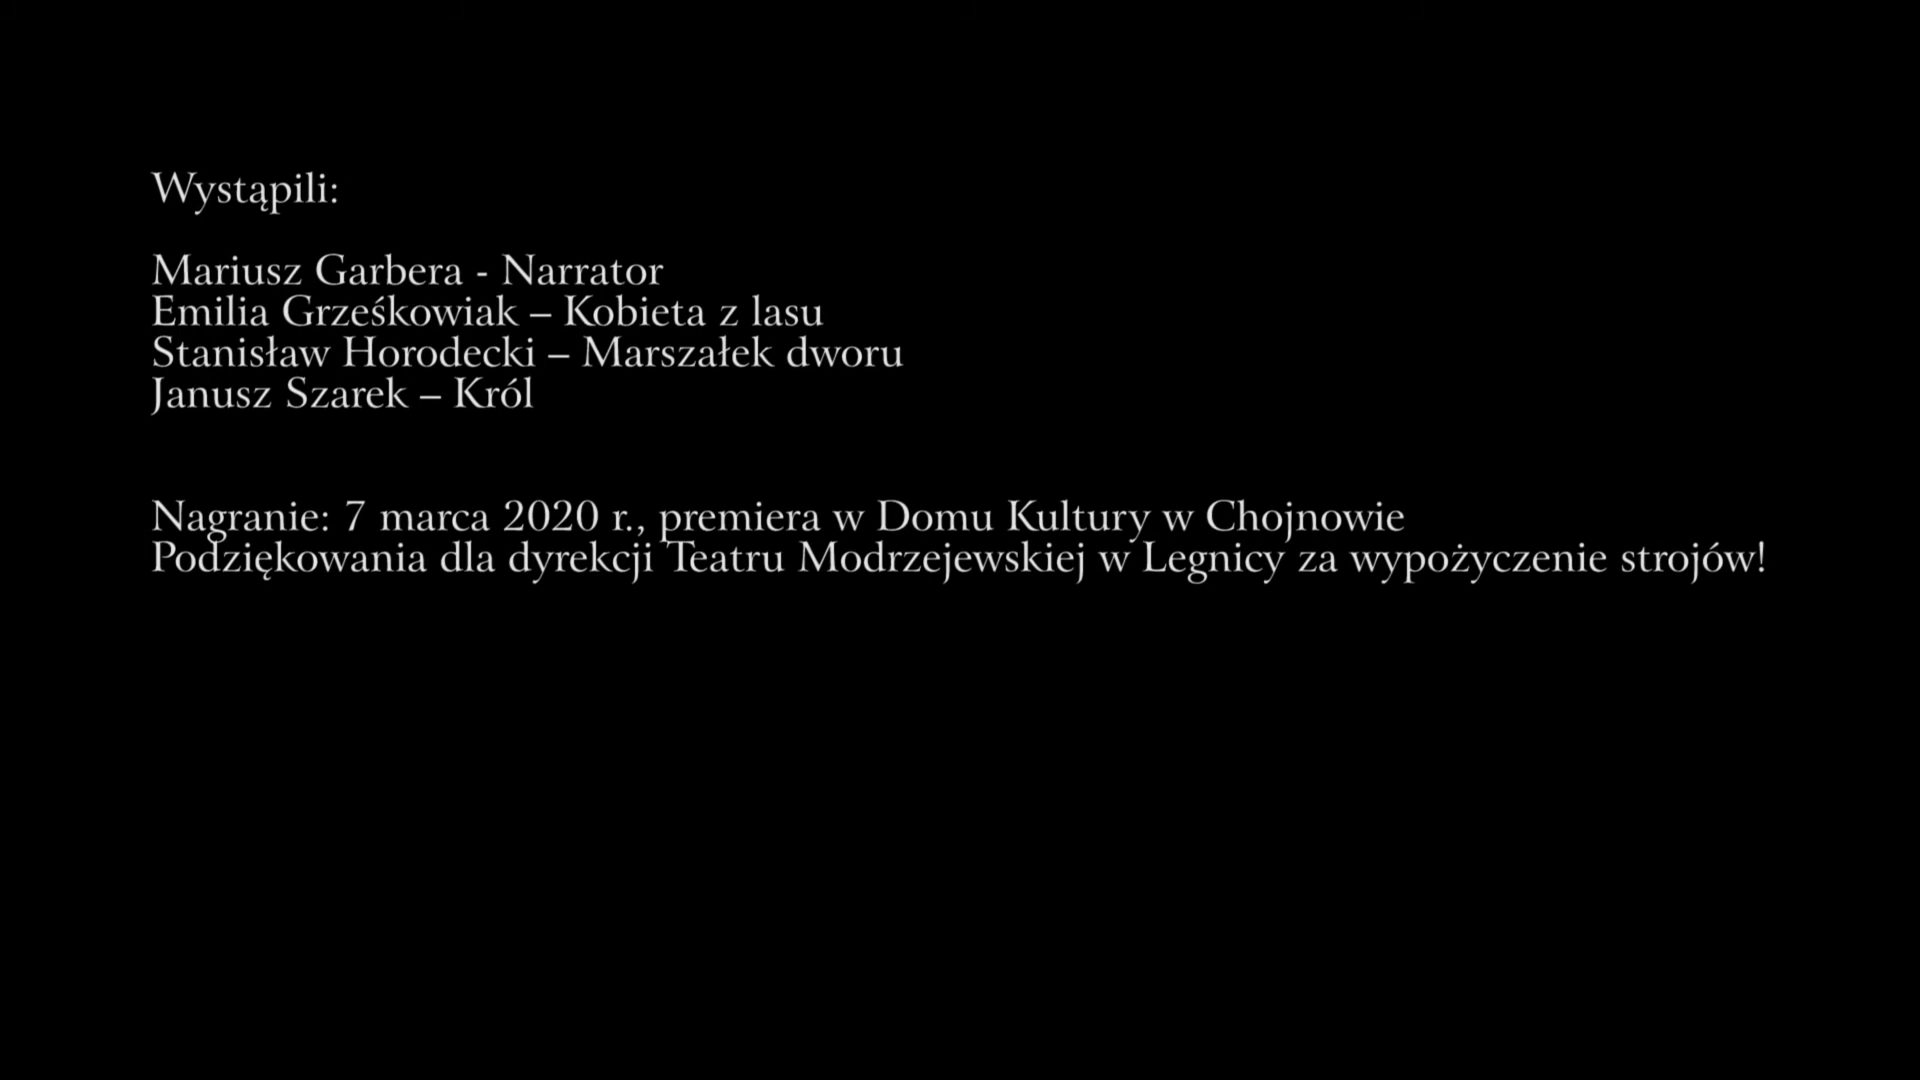 Wystąpili:
Mariusz Garbera - Narrator
Emilia Grześkowiak – Kobieta z lasu
Stanisław Horodecki – Marszałek dworu
Janusz Szarek – Król
Nagranie: 7 marca 2020 r., premiera w Domu Kultury w Chojnowie
Podziękowania dla dyrekcji Teatru Modrzejewskiej w Legnicy za wypożyczenie strojów!